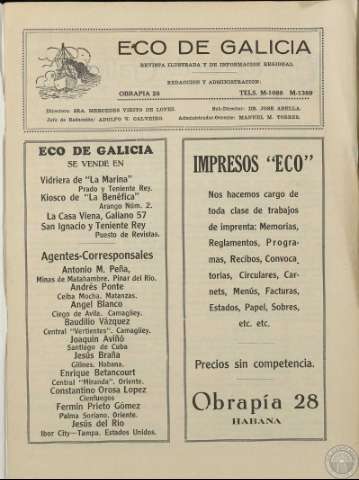 ECO DE GALICIA
REVISTA ILUSTRADA Y DE INFORMACION REGIONAL
REDACCION Y ADMINISTRACION:
OBRAPIA 28 TELS. M-1088 M-1389
Directora: SRA. MERCEDES VIEITO DE LOPEZ. Sub-Director: DR. JOSE ABELLA.
Jefe de Redacción: ADOLFO V. CALVEIRO. Administrador-Gerente: MANUEL M. TORRES.
ECO DE GALICIA
SE VENDE EN
Vidriera de “La Marina”
Prado y Teniente Rey.
Kiosco de “La Benéfica”
Arango Núm. 2.
La Casa Viena, Galiano 57
San Ignacio y Teniente Rey
Puesto de Revistas.
Agentes-Corresponsales
Antonio M. Peña,
Minas de Matahambre. Pinar del Río.
Andrés Ponte
Ceiba Mocha. Matanzas.
Angel Blanco
Ciego de Avila. Camagüey.
Baudilio Vázquez
Central “Vertientes”. Camagüey.
Joaquín Aviñó
Santiago de Cuba
Jesús Braña
Güines. Habana.
Enrique Betancourt
Central “Miranda”. Oriente.
Constantino Orosa Lopez
Cienfuegos
Fermín Prieto Gómez
Palma Soriano. Oriente.
Jesús del Río
Ibor City—Tampa. Estados Unidos.
IMPRESOS “ECO”
Nos hacemos cargo de
toda clase de trabajos
de imprenta: Memorias,
Reglamentos, Progra-
mas, Recibos, Convoca
torias, Circulares, Car-
nets, Menús, Facturas,
Estados, Papel, Sobres,
etc. etc.
Precios sin competencia.
Obrapía 28
HABANA